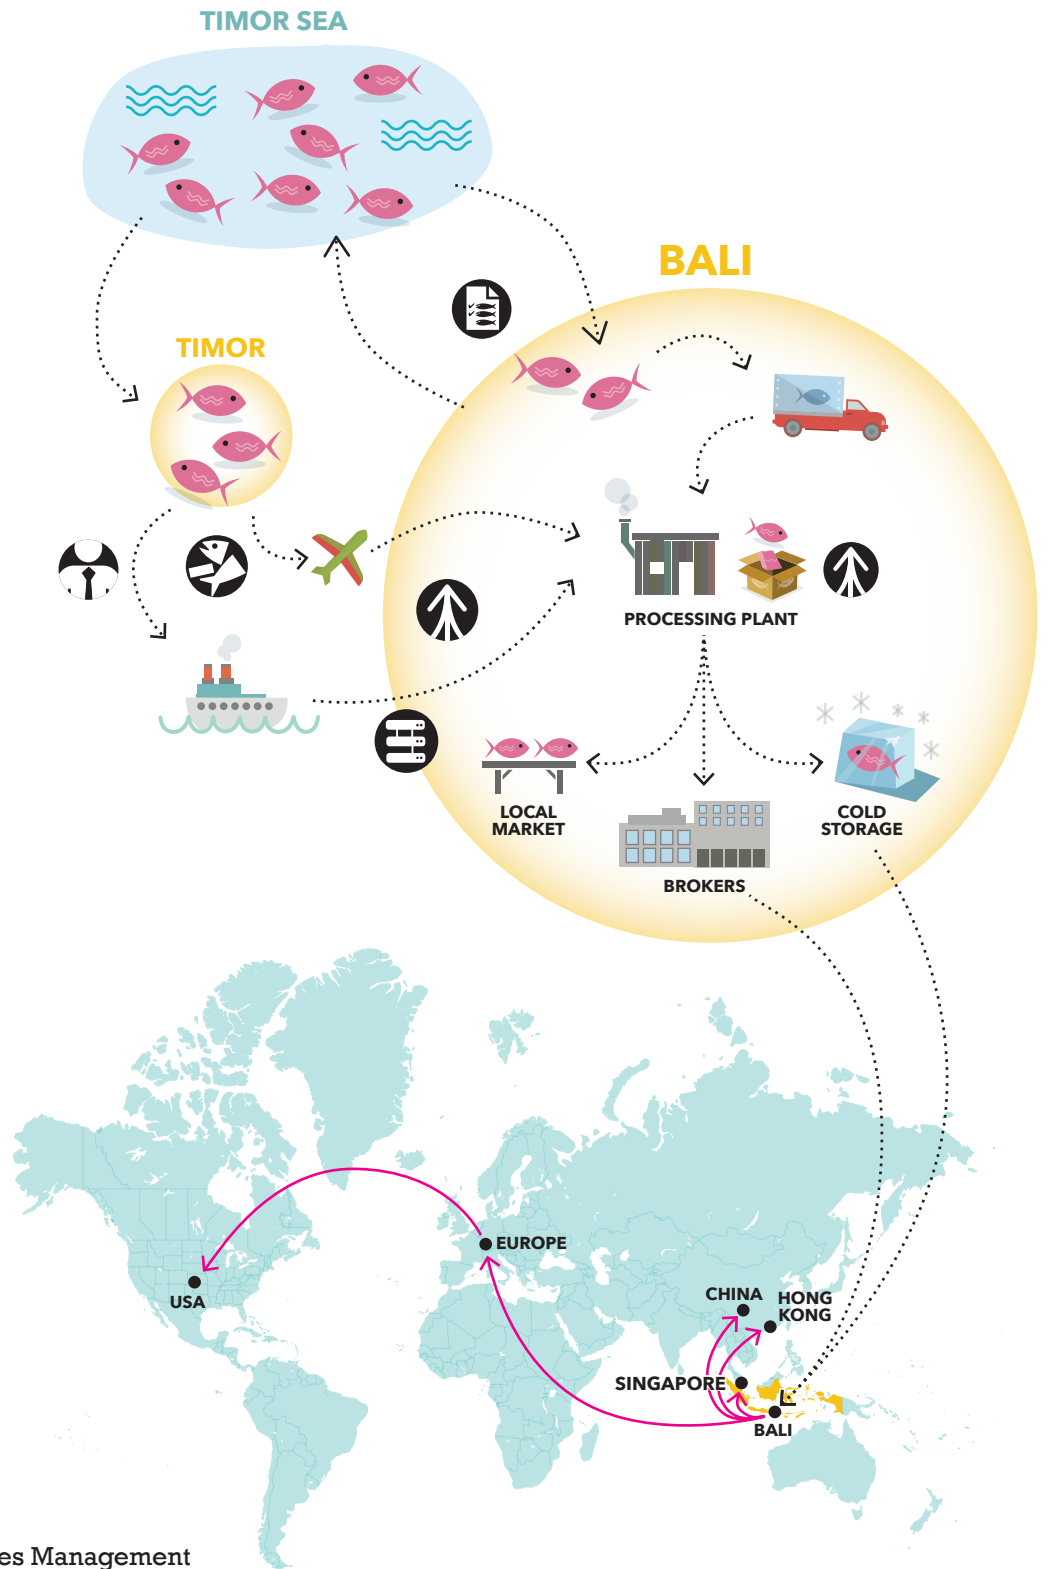 TIMOR SEA
BALI
TIMOR
PROCESSING PLANT
LOCAL
MARKET
COLD
STORAGE
BROKERS
EUROPE
USA
CHINA
HONG
KONG
SINGAPORE
BALI
es Management